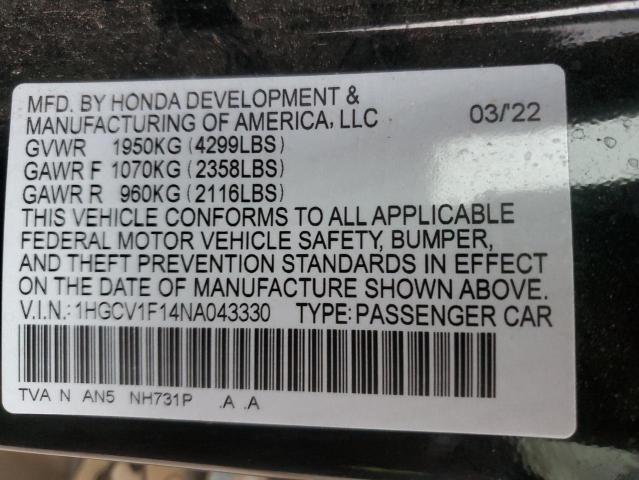 MFD. BY HONDA DEVELOPMENT &
MANUFACTURING OF AMERICA, LLC 03/'22
GVWR 1950KG (4299LBS)
GAWR F 1070KG (2358LBS)
GAWR R 960KG (2116LBS)
THIS VEHICLE CONFORMS TO ALL APPLICABLE
FEDERAL MOTOR VEHICLE SAFETY, BUMPER,
AND THEFT PREVENTION STANDARDS IN EFFECT
ON THE DATE OF MANUFACTURE SHOWN ABOVE.
V.I.N.: 1HGCV1F14NA043330 TYPE: PASSENGER CAR
TVA N AN5 NH731P .A .A